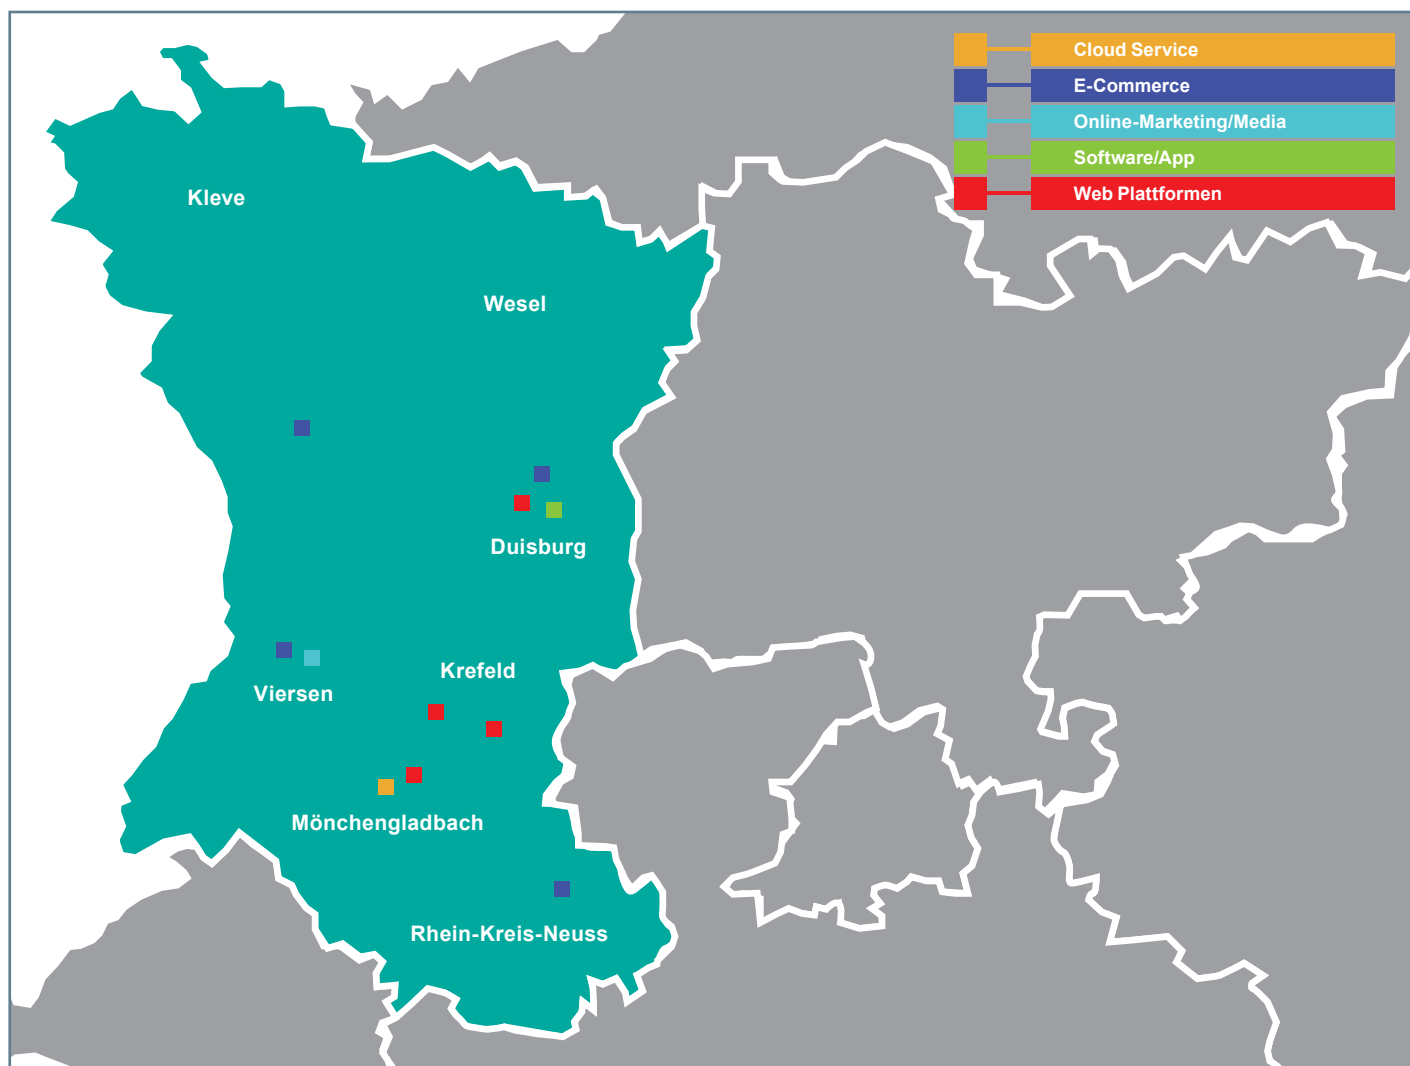 Cloud Service
E-Commerce
Online-Marketing/Media
Software/App
Web Plattformen
Kleve
Wesel
Duisburg
Krefeld
Viersen
Mönchengladbach
Rhein-Kreis-Neuss